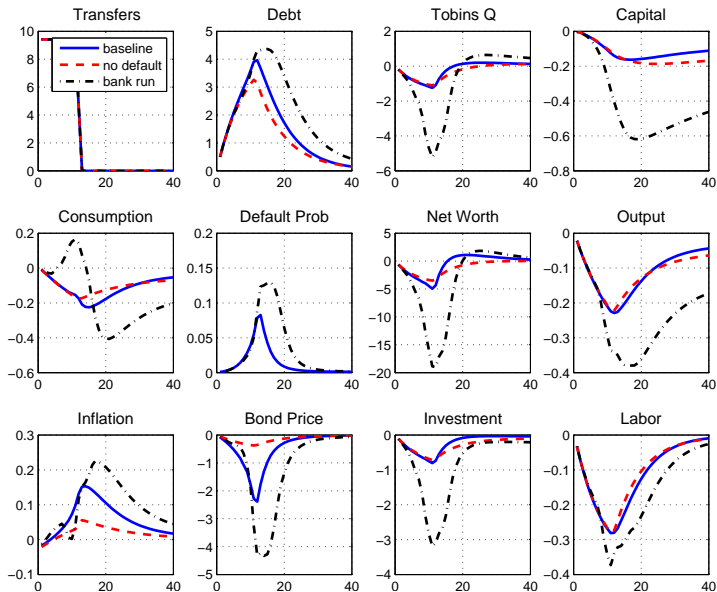 Transfers
Debt
Tobins Q
Capital
baseline
no default
bank run
10
8
6
4
2
0
0 20 40
5
4
3
2
1
0
0 20 40
2
0
−2
−4
−6
0 20 40
0
−0.2
−0.4
−0.6
−0.8
0 20 40
Consumption
Default Prob
Net Worth
Output
0.2
0
−0.2
−0.4
−0.6
0 20 40
0.2
0.15
0.1
0.05
0
0 20 40
5
0
−5
−10
−15
−20
0 20 40
0
−0.1
−0.2
−0.3
−0.4
0 20 40
Inflation
Bond Price
Investment
Labor
0.3
0.2
0.1
0
−0.1
0 20 40
0
−1
−2
−3
−4
−5
0 20 40
0
−1
−2
−3
−4
0 20 40
0
−0.1
−0.2
−0.3
−0.4
0 20 40